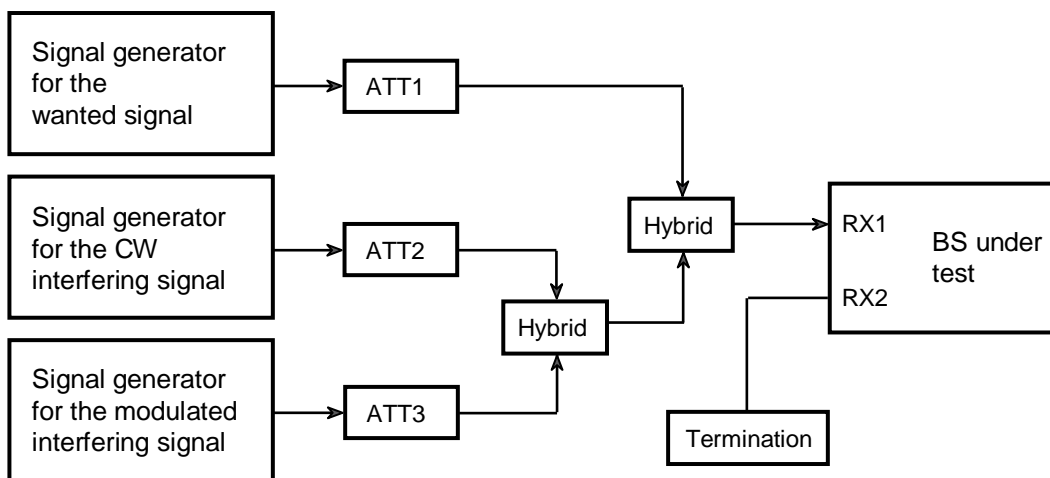 Signal generator
for the
wanted signal
ATT1
Signal generator
for the CW
interfering signal
ATT2
Hybrid
Hybrid
RX1
BS under
test
RX2
Signal generator
for the modulated
interfering signal
ATT3
Termination